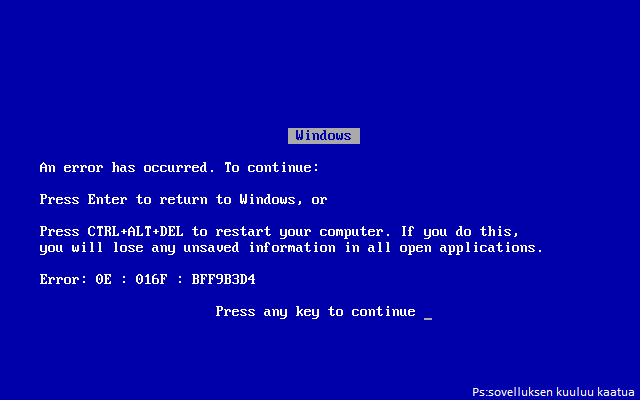 Windows
An error has occurred. To continue:
Press Enter to return to Windows, or
Press CTRL+ALT+DEL to restart your computer. If you do this,
you will lose any unsaved information in all open applications.
Error: 0E : 016F : BFF9B3D4
Press any key to continue _
Ps:sovelluksen kuuluu kaatua